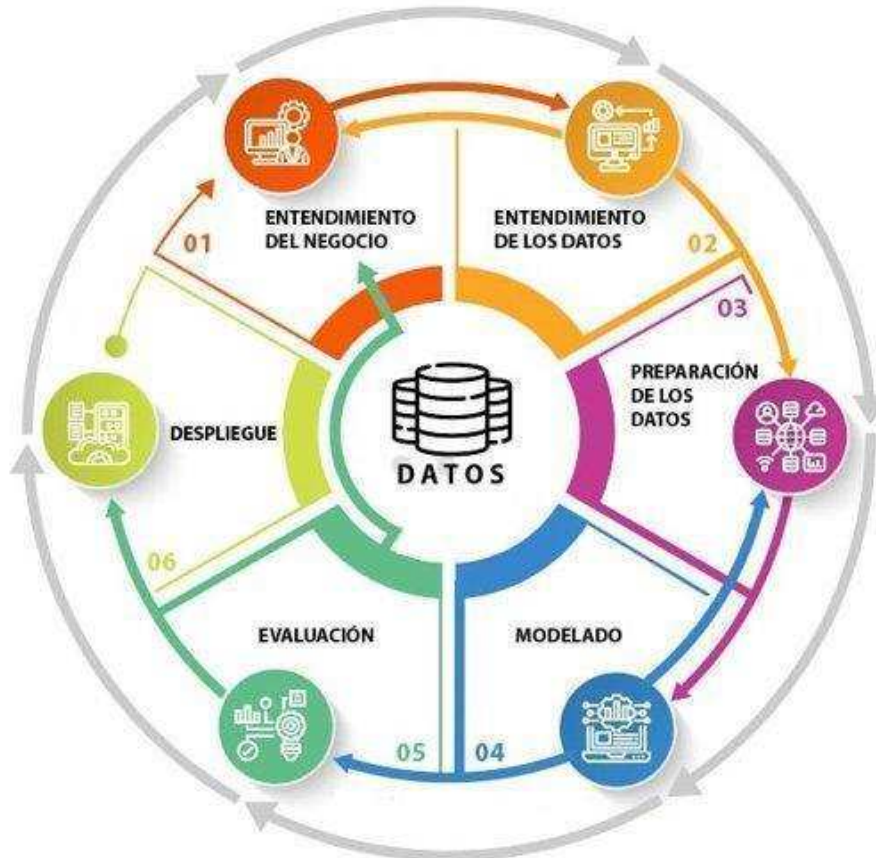 01
ENTENDIMIENTO
DEL NEGOCIO
ENTENDIMIENTO
DE LOS DATOS
02
03
PREPARACIÓN
DE LOS
DATOS
DATOS
DESPLIEGUE
06
EVALUACIÓN
05
MODELADO
04